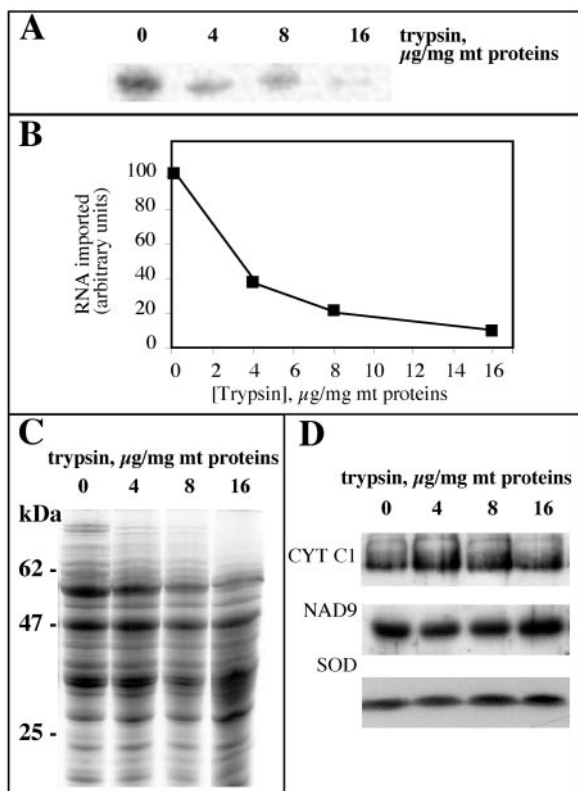 A
0 4 8 16
trypsin,
µg/mg mt proteins
B
RNA imported
(arbitrary units)
100
80
60
40
20
0
0 2 4 6 8 10 12 14 16
[Trypsin], µg/mg mt proteins
C
trypsin, µg/mg mt proteins
0 4 8 16
kDa
62 -
47 -
25 -
D
trypsin, µg/mg mt proteins
0 4 8 16
CYT C1
NAD9
SOD